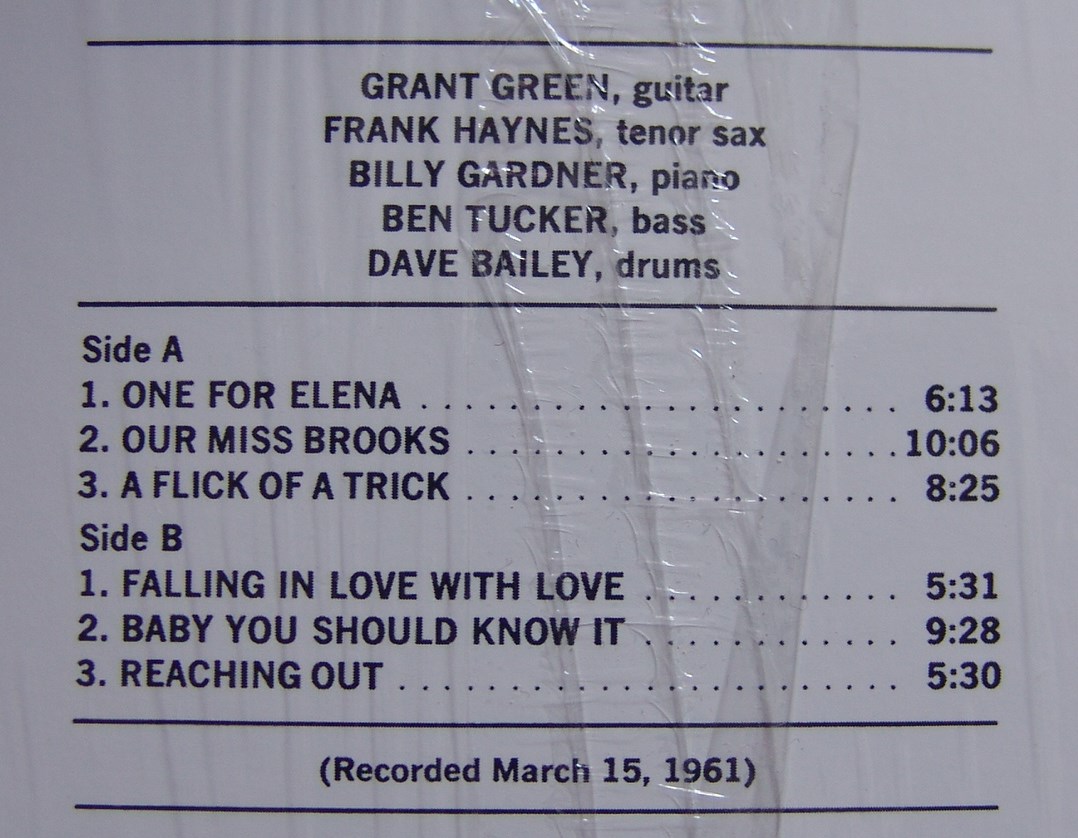 GRANT GREEN, guitar
FRANK HAYNES, tenor sax
BILLY GARDNER, piano
BEN TUCKER, bass
DAVE BAILEY, drums
Side A
1. ONE FOR ELENA . . . . . . . . . . . . . . . . . . . . . . . . . . . 6:13
2. OUR MISS BROOKS . . . . . . . . . . . . . . . . . . . . . . . . 10:06
3. A FLICK OF A TRICK . . . . . . . . . . . . . . . . . . . . . . . . 8:25
Side B
1. FALLING IN LOVE WITH LOVE . . . . . . . . . . . . . 5:31
2. BABY YOU SHOULD KNOW IT . . . . . . . . . . . . . 9:28
3. REACHING OUT . . . . . . . . . . . . . . . . . . . . . . . . . . . . 5:30
(Recorded March 15, 1961)